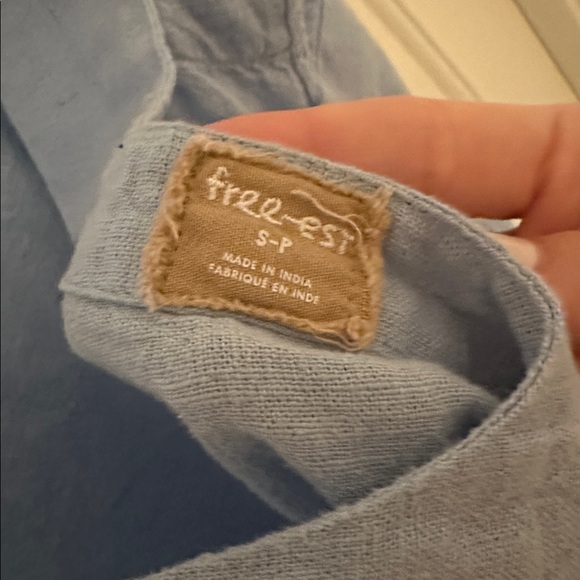 free-est
S-P
MADE IN INDIA
FABRIQUÉ EN INDE